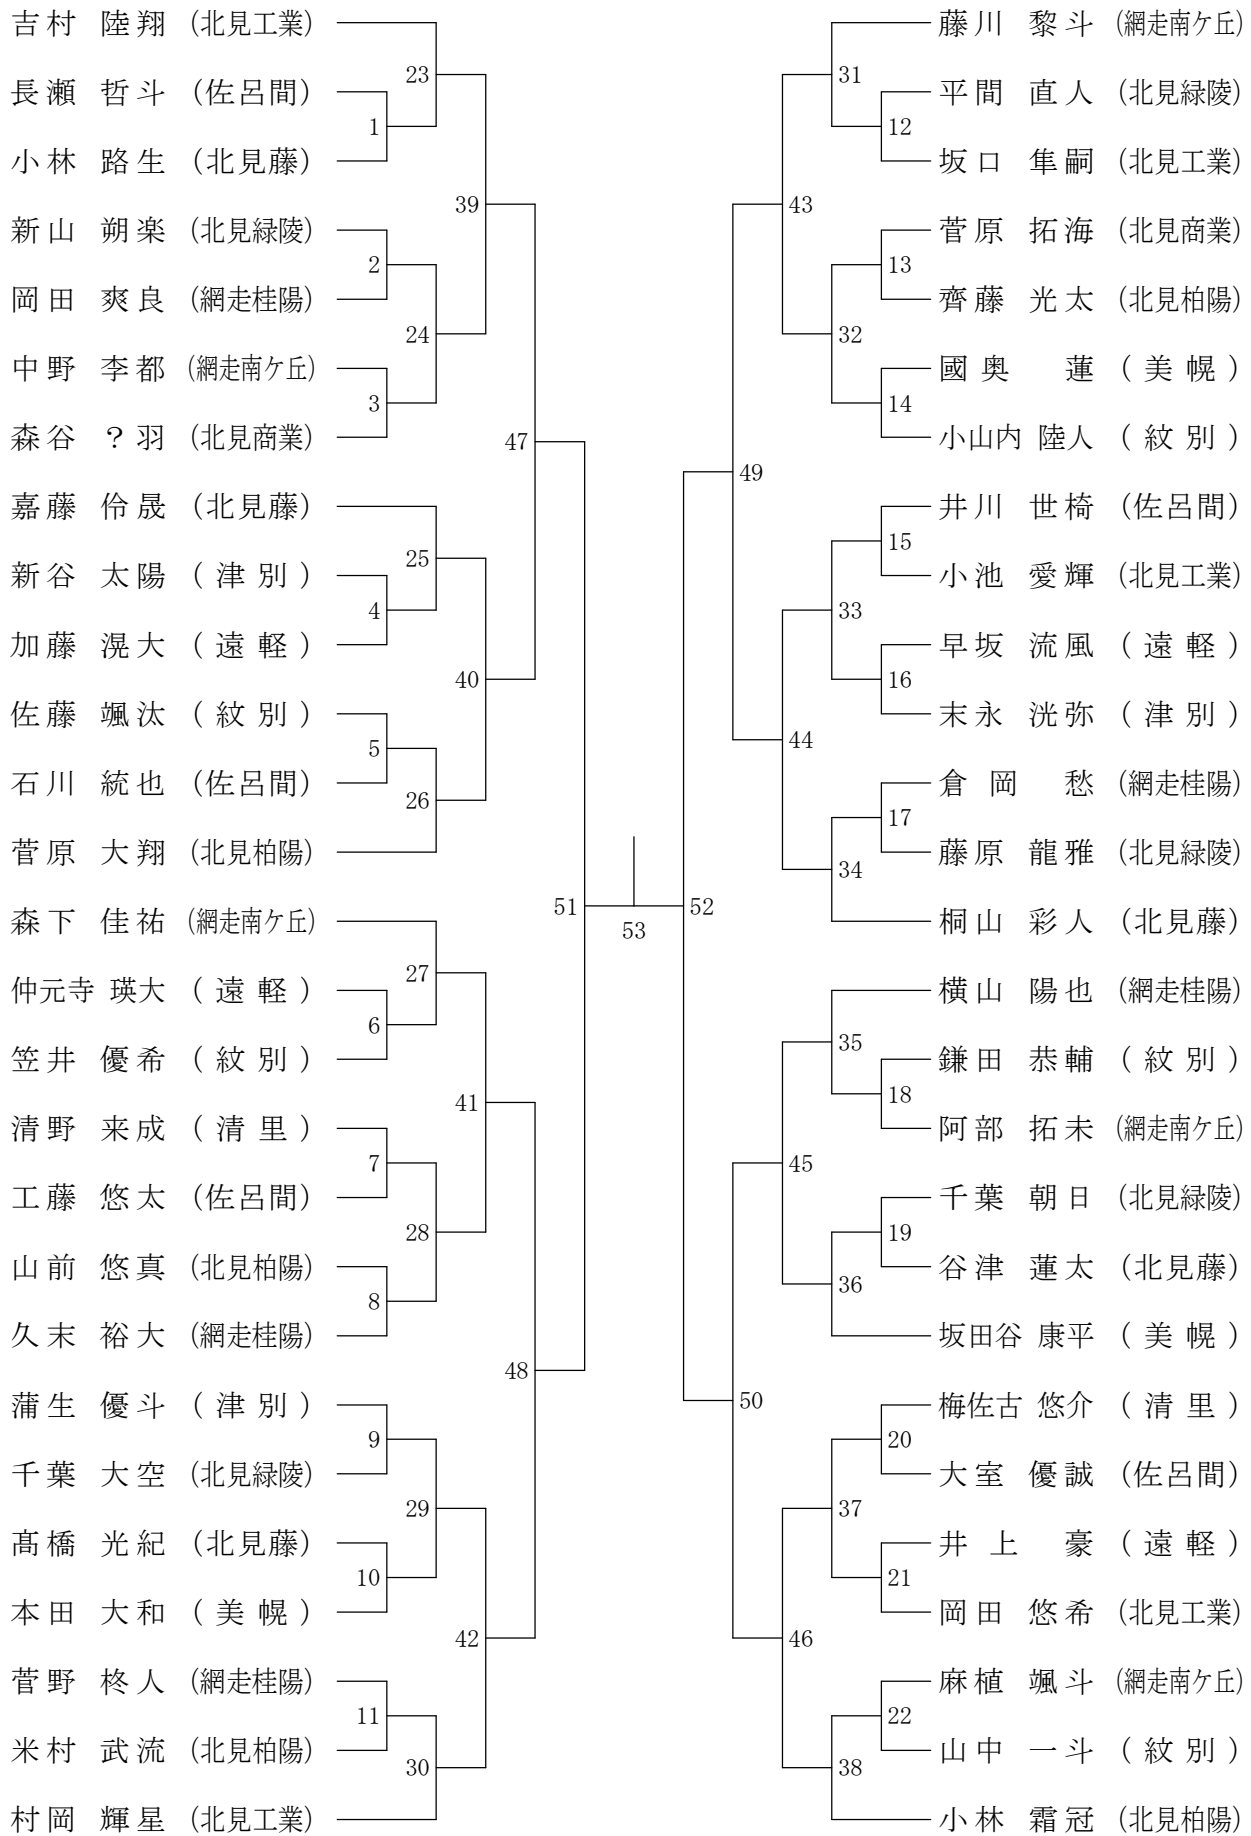 吉村 陸翔 (北見工業)
長瀬 哲斗 (佐呂間)
小林 路生 (北見藤)
新山 朔楽 (北見緑陵)
岡田 爽良 (網走桂陽)
中野 李都 (網走南ケ丘)
森谷 ?羽 (北見商業)
嘉藤 伶晟 (北見藤)
新谷 太陽 (津別)
加藤 滉大 (遠軽)
佐藤 颯汰 (紋別)
石川 統也 (佐呂間)
菅原 大翔 (北見柏陽)
森下 佳祐 (網走南ケ丘)
仲元寺 瑛大 (遠軽)
笠井 優希 (紋別)
清野 来成 (清里)
工藤 悠太 (佐呂間)
山前 悠真 (北見柏陽)
久末 裕大 (網走桂陽)
蒲生 優斗 (津別)
千葉 大空 (北見緑陵)
髙橋 光紀 (北見藤)
本田 大和 (美幌)
菅野 柊人 (網走桂陽)
米村 武流 (北見柏陽)
村岡 輝星 (北見工業)
1
2
3
4
5
6
7
8
9
10
11
23
24
25
26
27
28
29
30
39
40
41
42
47
48
51
53
52
49
50
43
44
45
46
31
32
33
34
35
36
37
38
12
13
14
15
16
17
18
19
20
21
22
藤川 黎斗 (網走南ケ丘)
平間 直人 (北見緑陵)
坂口 隼嗣 (北見工業)
菅原 拓海 (北見商業)
齊藤 光太 (北見柏陽)
國奥 蓮 (美幌)
小山内 陸人 (紋別)
井川 世椅 (佐呂間)
小池 愛輝 (北見工業)
早坂 流風 (遠軽)
末永 洸弥 (津別)
倉岡 愁 (網走桂陽)
藤原 龍雅 (北見緑陵)
桐山 彩人 (北見藤)
横山 陽也 (網走桂陽)
鎌田 恭輔 (紋別)
阿部 拓未 (網走南ケ丘)
千葉 朝日 (北見緑陵)
谷津 蓮太 (北見藤)
坂田谷 康平 (美幌)
梅佐古 悠介 (清里)
大室 優誠 (佐呂間)
井上 豪 (遠軽)
岡田 悠希 (北見工業)
麻植 颯斗 (網走南ケ丘)
山中 一斗 (紋別)
小林 霜冠 (北見柏陽)